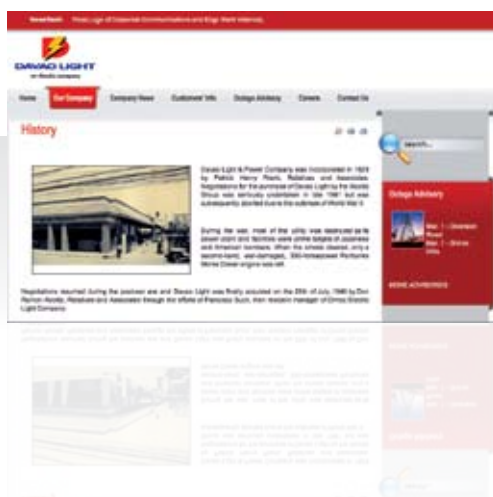 DAVAO LIGHT
Home Our Company Company News Customers' Info Outage Advisory Careers Contact Us
History
search...
Davao Light & Power Company was incorporated in 1929
by Patrick Henry Frank, Relatives and Associates.
Negotiations for the purchase of Davao Light by the Aboitiz
Group was seriously undertaken in late 1941 but was
subsequently aborted due to the outbreak of World War II.
During the war, most of the utility was destroyed as its
power plant and facilities were prime targets of Japanese
and American bombers. When the smoke cleared, only a
second-hand, war-damaged, 330-horsepower Fairbanks
Morse Diesel engine was left.
Negotiations resumed during the postwar era and Davao Light was finally acquired on the 25th of July, 1946 by Don
Ramon Aboitiz, Relatives and Associates through the efforts of Francisco Such, then resident manager of Ormoc Electric
Light Company.
Outage Advisory
MORE ADVISORIES